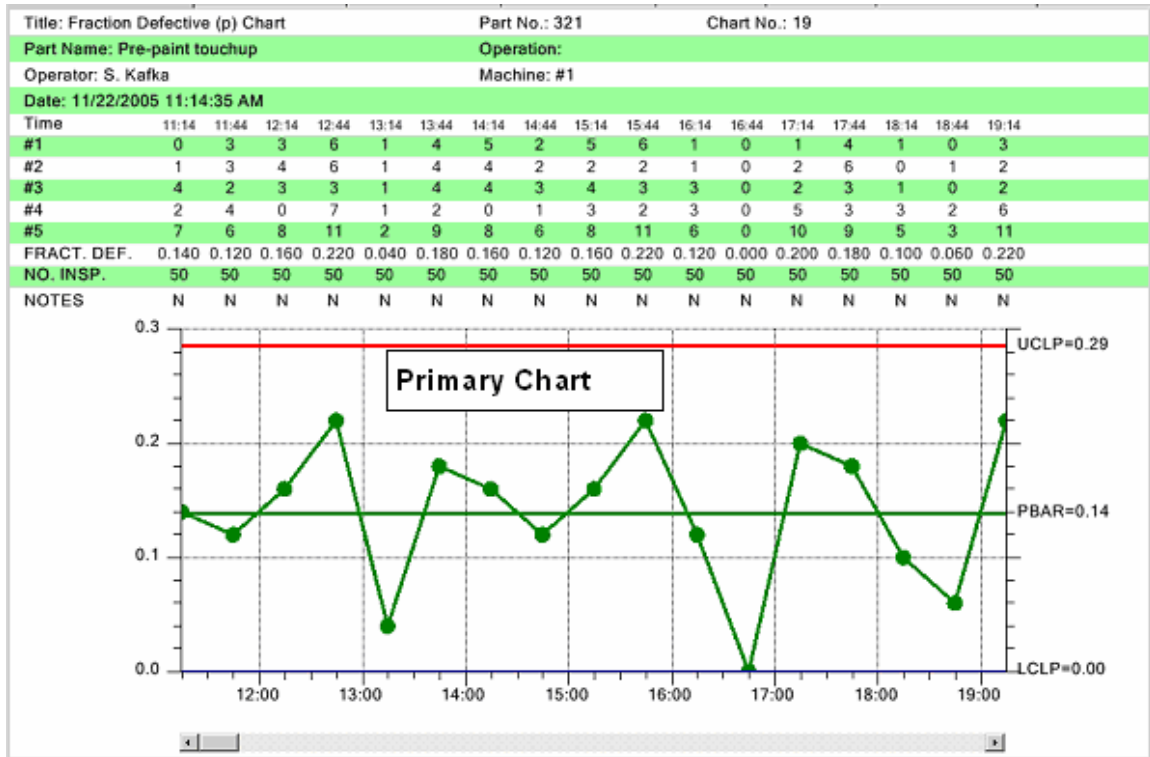 Title: Fraction Defective (p) Chart Part No.: 321 Chart No.: 19
Part Name: Pre-paint touchup Operation:
Operator: S. Kafka Machine: #1
Date: 11/22/2005 11:14:35 AM
Time 11:14 11:44 12:14 12:44 13:14 13:44 14:14 14:44 15:14 15:44 16:14 16:44 17:14 17:44 18:14 18:44 19:14
#1 0 3 3 6 1 4 5 2 5 6 1 0 1 4 1 0 3
#2 1 3 4 6 1 4 4 2 2 2 1 0 2 6 0 1 2
#3 4 2 3 3 1 4 4 3 4 3 3 0 2 3 1 0 2
#4 2 4 0 7 1 2 0 1 3 2 3 0 5 3 3 2 6
#5 7 6 8 11 2 9 8 6 8 11 6 0 10 9 5 3 11
FRACT. DEF. 0.140 0.120 0.160 0.220 0.040 0.180 0.160 0.120 0.160 0.220 0.120 0.000 0.200 0.180 0.100 0.060 0.220
NO. INSP. 50 50 50 50 50 50 50 50 50 50 50 50 50 50 50 50 50
NOTES N N N N N N N N N N N N N N N N N
0.3
UCLP=0.29
Primary Chart
0.2
PBAR=0.14
0.1
0.0 LCLP=0.00
12:00 13:00 14:00 15:00 16:00 17:00 18:00 19:00